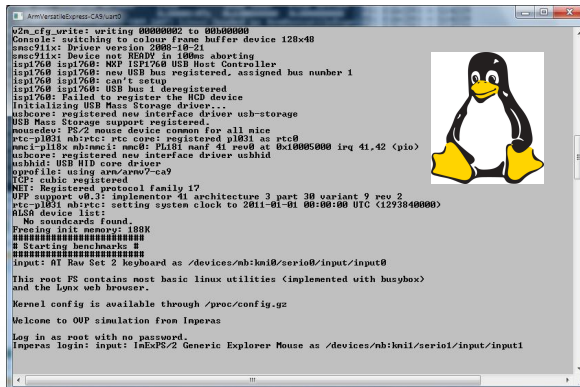 ArmVersatileExpress-CA9/uart0
v2m_cfg_write: writing 00000002 to 00b00000
Console: switching to colour frame buffer device 128x48
smsc911x: Driver version 2008-10-21
smsc911x: Device not READY in 100ms aborting
isp1760 isp1760: NXP ISP1760 USB Host Controller
isp1760 isp1760: new USB bus registered, assigned bus number 1
isp1760 isp1760: can't setup
isp1760 isp1760: USB bus 1 deregistered
isp1760: Failed to register the HCD device
Initializing USB Mass Storage driver...
usbcore: registered new interface driver usb-storage
USB Mass Storage support registered.
mousedev: PS/2 mouse device common for all mice
rtc-pl031 mb:rtc: rtc core: registered pl031 as rtc0
mmci-pl18x mb:mmci: mmc0: PL181 manf 41 rev0 at 0x10005000 irq 41,42 (pio)
usbcore: registered new interface driver usbhid
usbhid: USB HID core driver
oprofile: using arm/armv7-ca9
TCP: cubic registered
NET: Registered protocol family 17
VFP support v0.3: implementor 41 architecture 3 part 30 variant 9 rev 2
rtc-pl031 mb:rtc: setting system clock to 2011-01-01 00:00:00 UTC (1293840000)
ALSA device list:
No soundcards found.
Freeing init memory: 188K
########################
# Starting benchmarks #
########################
input: AT Raw Set 2 keyboard as /devices/mb:kmi0/serio0/input/input0
This root FS contains most basic linux utilities (implemented with busybox)
and the Lynx web browser.
Kernel config is available through /proc/config.gz
Welcome to OVP simulation from Imperas
Log in as root with no password.
Imperas login: input: ImExPS/2 Generic Explorer Mouse as /devices/mb:kmi1/serio1/input/input1